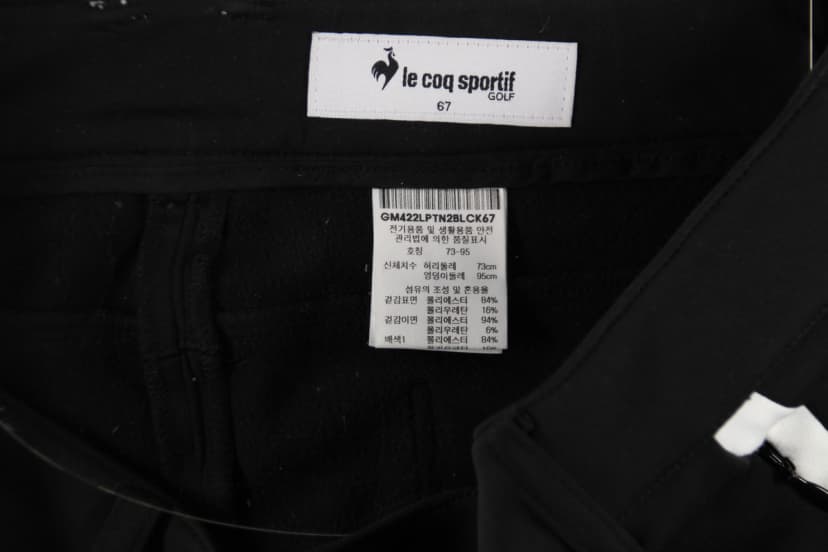 le coq sportif
GOLF
67
GM422LPTN2BLCK67
전기용품 및 생활용품 안전
관리법에 의한 품질표시
호칭 73-95
신체치수 허리둘레 73cm
엉덩이둘레 95cm
섬유의 조성 및 혼용율
겉감표면 폴리에스터 84%
폴리우레탄 16%
겉감이면 폴리에스터 94%
폴리우레탄 6%
배색1 폴리에스터 84%